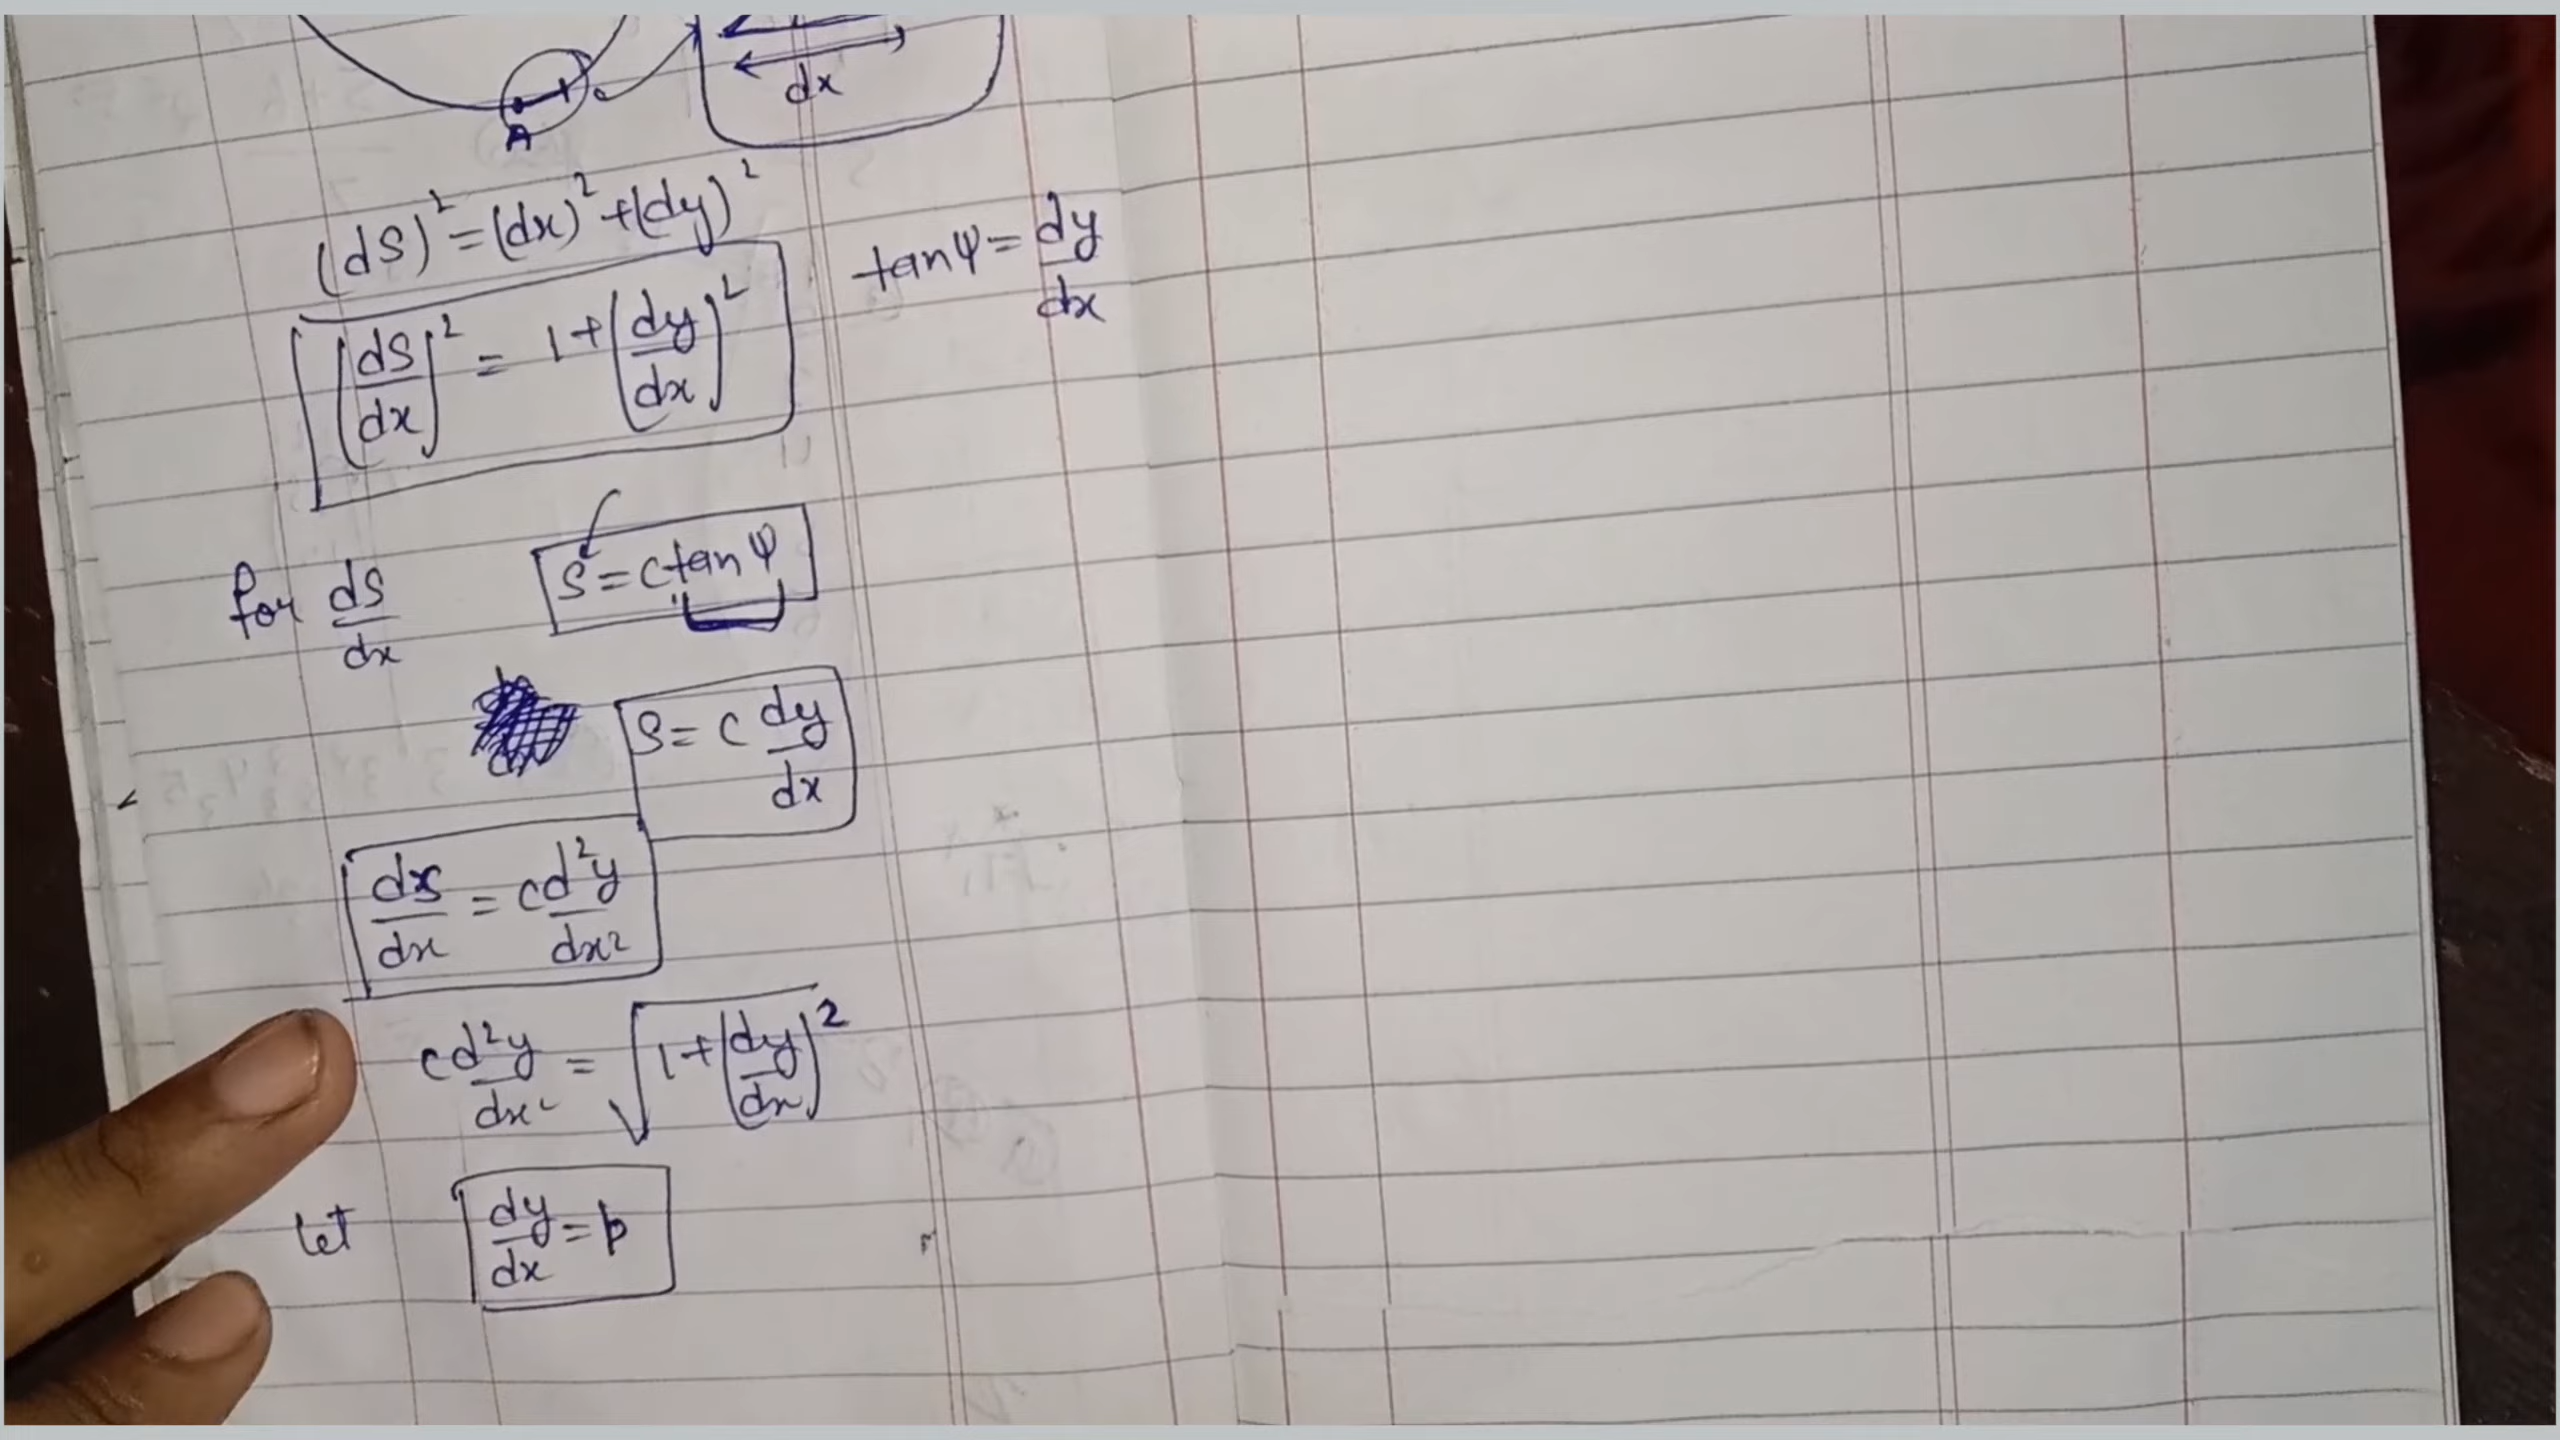 dx
A
(ds)² = (dx)² + (dy)²
tan ψ = dy/dx
(ds/dx)² = 1 + (dy/dx)²
for ds/dx
S = c tan ψ
S = c dy/dx
ds/dx = c d²y/dx²
c d²y/dx² = √1 + (dy/dx)²
let dy/dx = p